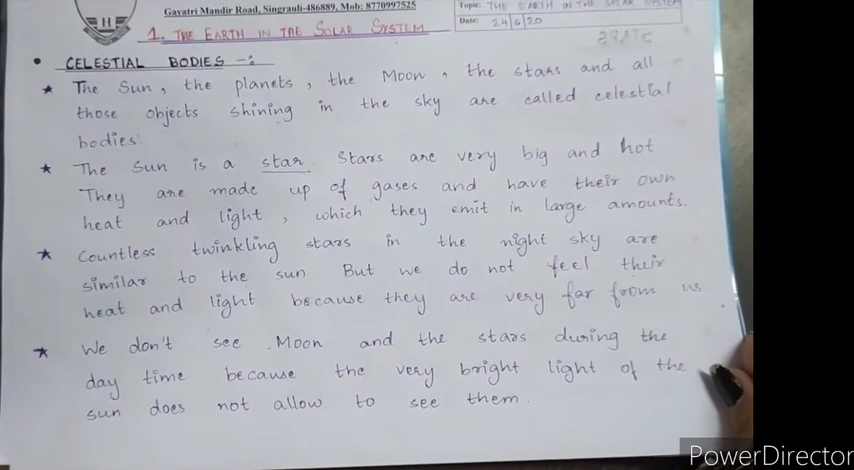 Gayatri Mandir Road, Singrauli-486889, Mob: 8770997525
Topic: THE EARTH IN THE SOLAR SYSTEM
Date: 24/6/20
H
1. THE EARTH IN THE SOLAR SYSTEM
STARS
• CELESTIAL BODIES -:
★ The Sun, the planets, the Moon, the stars and all
those objects shining in the sky are called celestial
bodies
★ The Sun is a star. Stars are very big and hot
They are made up of gases and have their own
heat and light, which they emit in large amounts.
★ Countless twinkling stars in the night sky are
similar to the sun But we do not feel their
heat and light because they are very far from us
★ We don't see Moon and the stars during the
day time because the very bright light of the
sun does not allow to see them.
PowerDirector